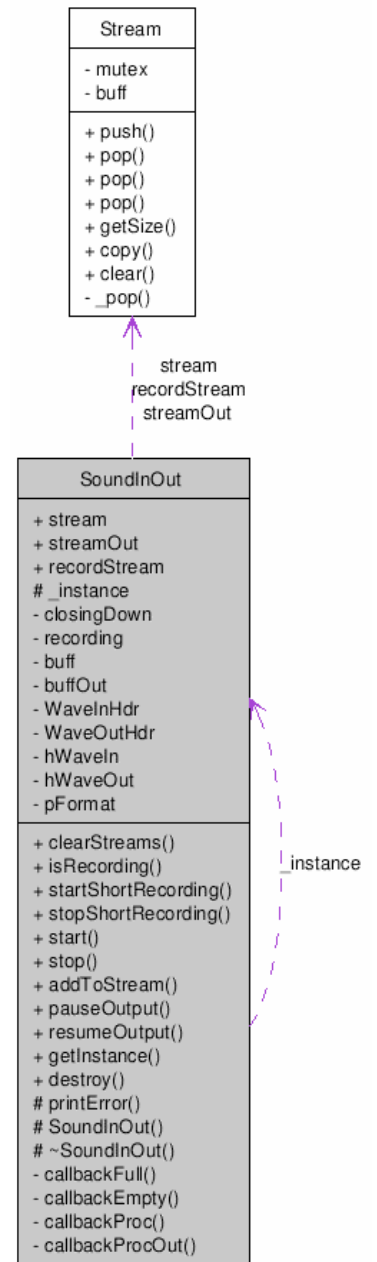 Stream
- mutex
- buff
+ push()
+ pop()
+ pop()
+ pop()
+ getSize()
+ copy()
+ clear()
- _pop()
stream
recordStream
streamOut
SoundInOut
+ stream
+ streamOut
+ recordStream
# _instance
- closingDown
- recording
- buff
- buffOut
- WaveInHdr
- WaveOutHdr
- hWaveIn
- hWaveOut
- pFormat
+ clearStreams()
+ isRecording()
+ startShortRecording()
+ stopShortRecording()
+ start()
+ stop()
+ addToStream()
+ pauseOutput()
+ resumeOutput()
+ getInstance()
+ destroy()
# printError()
# SoundInOut()
# ~SoundInOut()
- callbackFull()
- callbackEmpty()
- callbackProc()
- callbackProcOut()
_instance